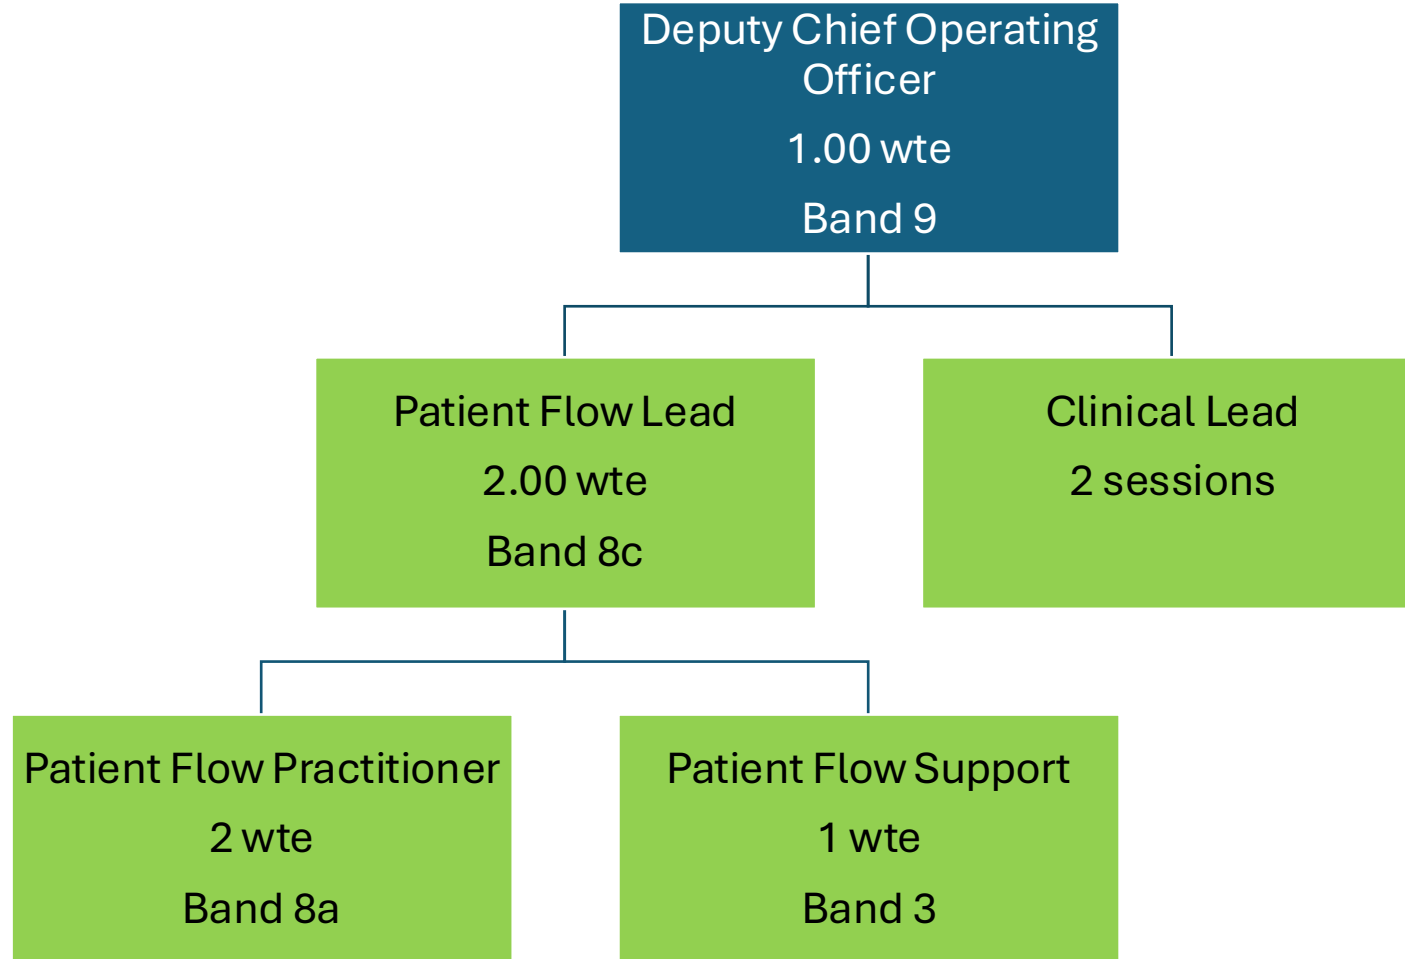 Deputy Chief Operating
Officer
1.00 wte
Band 9
Patient Flow Lead
2.00 wte
Band 8c
Clinical Lead
2 sessions
Patient Flow Practitioner
2 wte
Band 8a
Patient Flow Support
1 wte
Band 3